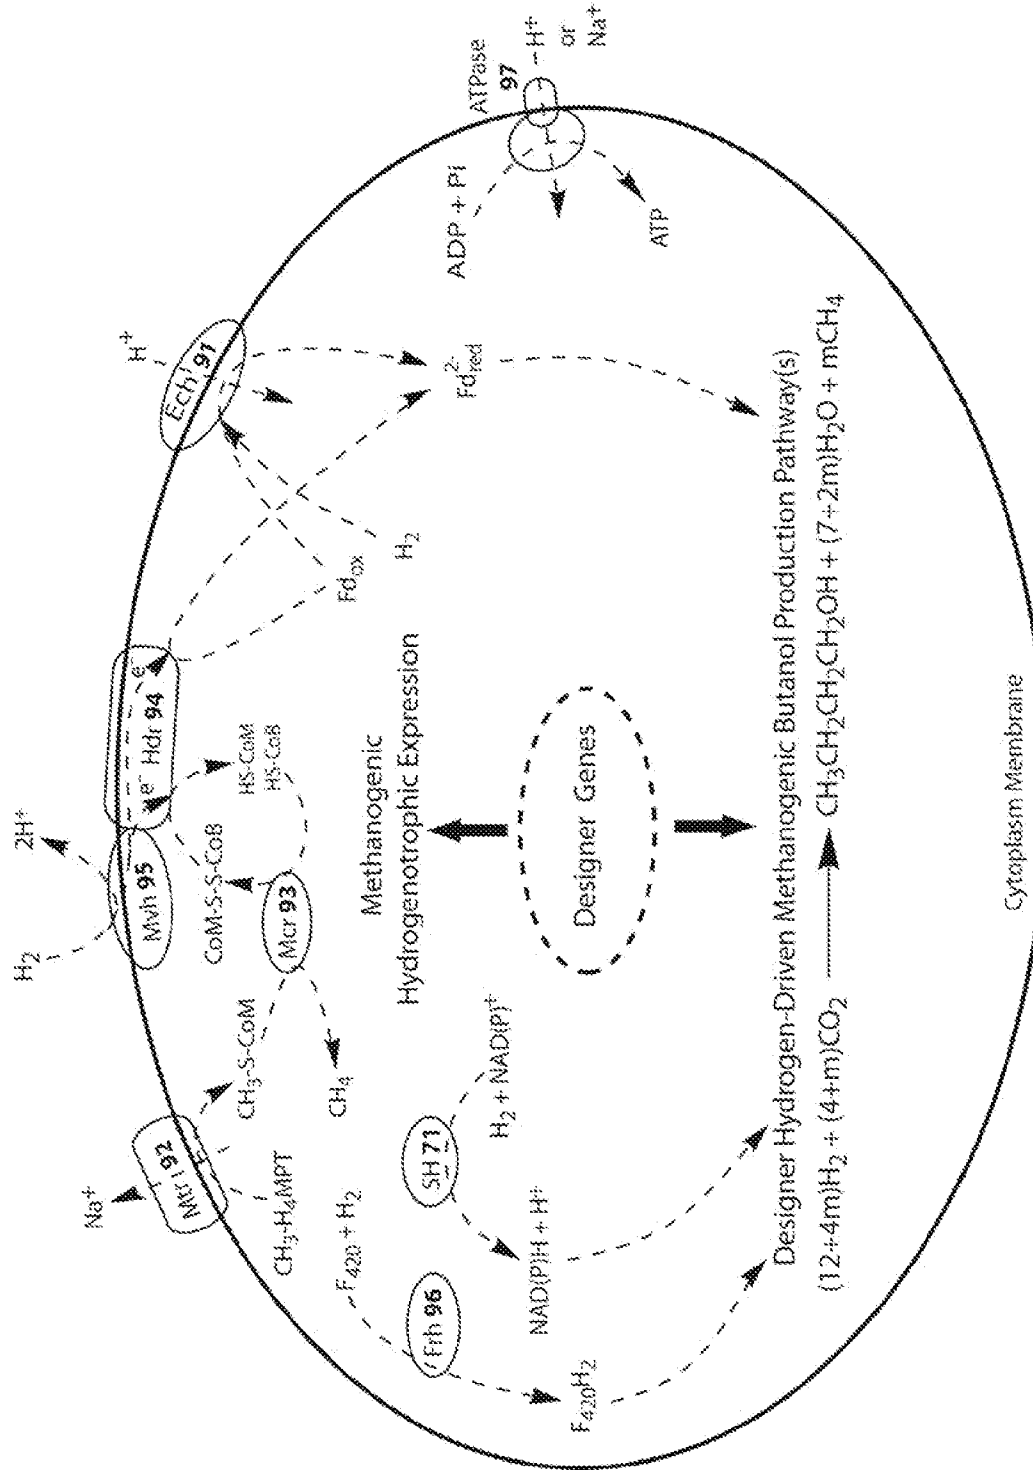 Na⁺
H₂
2H⁺
H⁺
Mtr 92
Mvh 95
e⁻
Hdr 94
e⁻
Ech 91
CH₃-H₄MPT
CH₃-S-CoM
CoM-S-S-CoB
HS-CoM
HS-CoB
Mcr 93
CH₄
Fd_ox
H₂
Fd_red²⁻
ATPase
97
H⁺
or
Na⁺
ADP + Pi
ATP
F₄₂₀ + H₂
Frh 96
F₄₂₀H₂
SH 71
H₂ + NAD(P)⁺
NAD(P)H + H⁺
Methanogenic
Hydrogenotrophic Expression
Designer Genes
Designer Hydrogen-Driven Methanogenic Butanol Production Pathway(s)
(12+4m)H₂ + (4+m)CO₂ → CH₃CH₂CH₂CH₂OH + (7+2m)H₂O + mCH₄
Cytoplasm Membrane